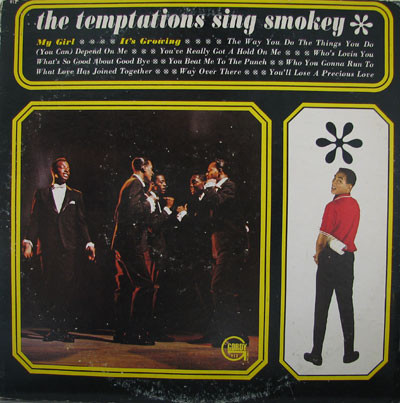 the temptations sing smokey *
My Girl * * * * It's Growing * * * * The Way You Do The Things You Do
(You Can) Depend On Me * * You've Really Got A Hold On Me * * Who's Lovin You
What's So Good About Good Bye * * You Beat Me To The Punch * * Who You Gonna Run To
What Love Has Joined Together * * * Way Over There * * * You'll Lose A Precious Love
*
GORDY